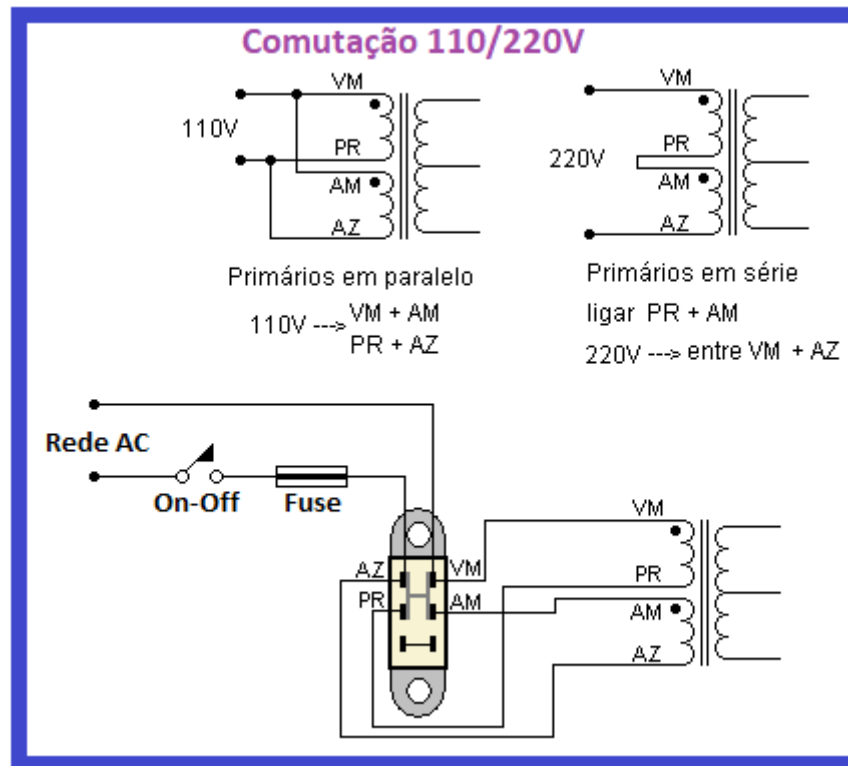 Comutação 110/220V
VM
110V
PR
AM
AZ
Primários em paralelo
110V ---> VM + AM
PR + AZ
VM
220V
PR
AM
AZ
Primários em série
ligar PR + AM
220V ---> entre VM + AZ
Rede AC
On-Off
Fuse
AZ
VM
PR
AM
VM
PR
AM
AZ